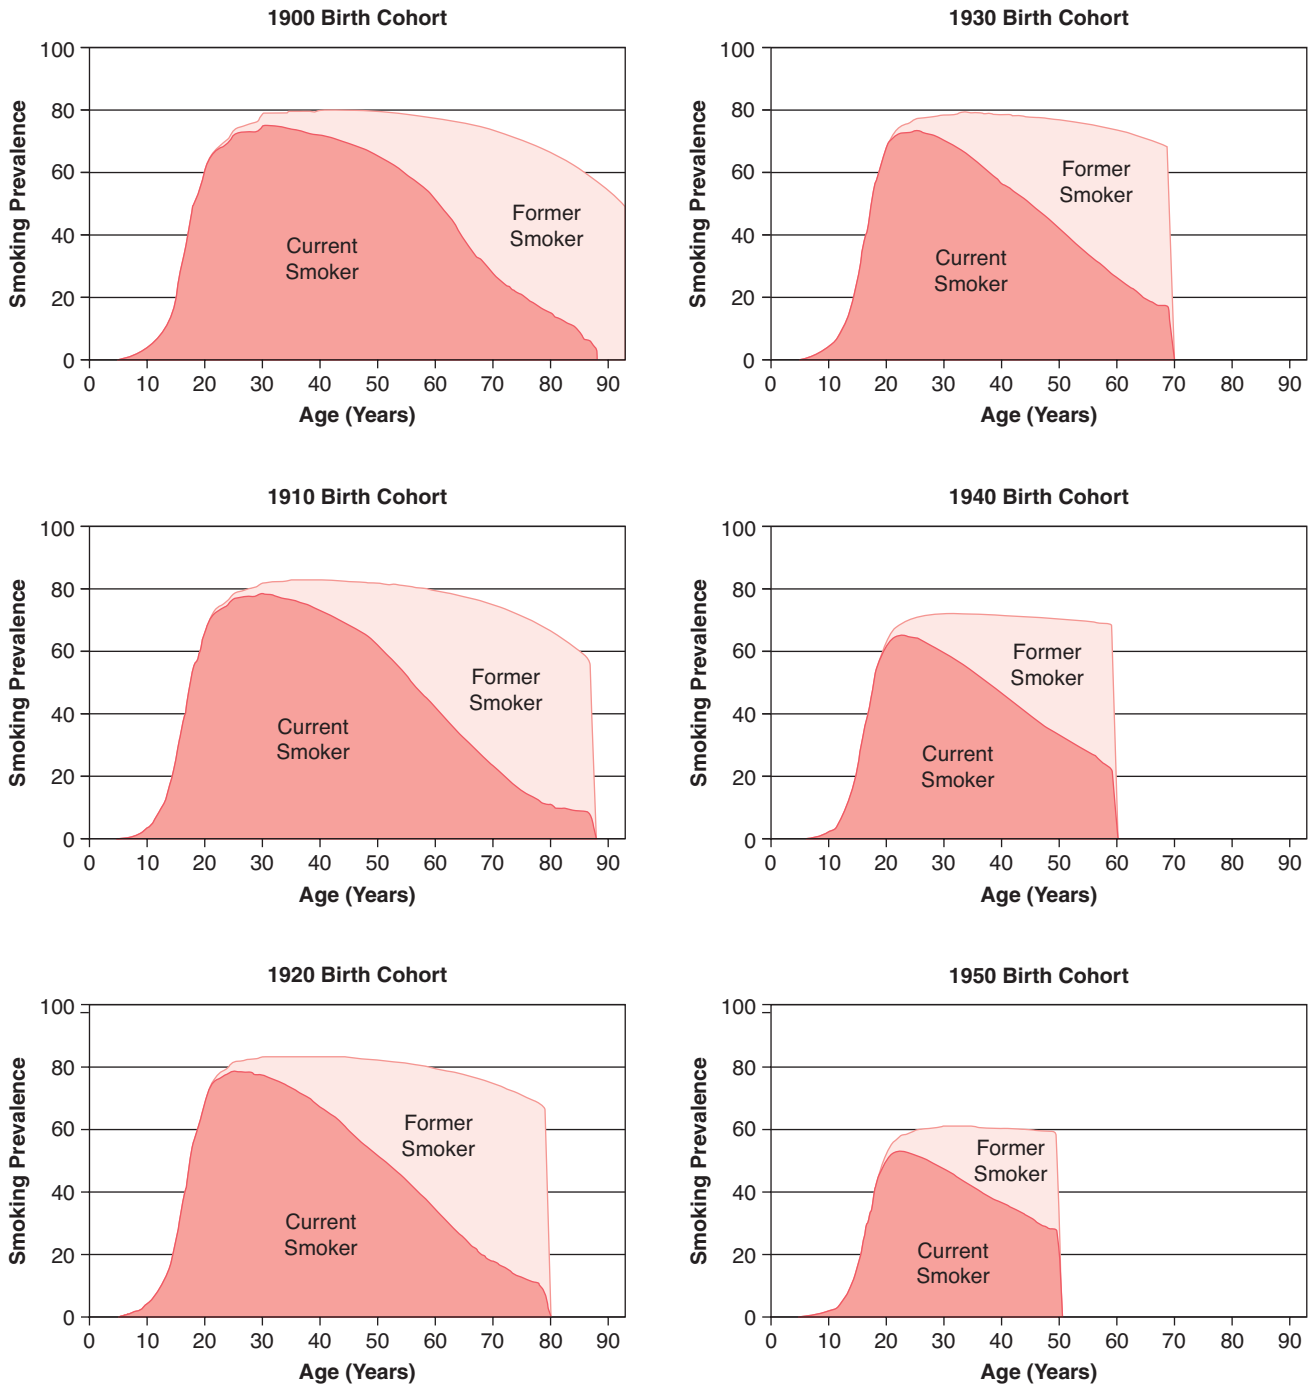 1900 Birth Cohort
100
80
60
40
20
0
Smoking Prevalence
Current
Smoker
Former
Smoker
0 10 20 30 40 50 60 70 80 90
Age (Years)
1930 Birth Cohort
100
80
60
40
20
0
Smoking Prevalence
Former
Smoker
Current
Smoker
0 10 20 30 40 50 60 70 80 90
Age (Years)
1910 Birth Cohort
100
80
60
40
20
0
Smoking Prevalence
Former
Smoker
Current
Smoker
0 10 20 30 40 50 60 70 80 90
Age (Years)
1940 Birth Cohort
100
80
60
40
20
0
Smoking Prevalence
Former
Smoker
Current
Smoker
0 10 20 30 40 50 60 70 80 90
Age (Years)
1920 Birth Cohort
100
80
60
40
20
0
Smoking Prevalence
Former
Smoker
Current
Smoker
0 10 20 30 40 50 60 70 80 90
Age (Years)
1950 Birth Cohort
100
80
60
40
20
0
Smoking Prevalence
Former
Smoker
Current
Smoker
0 10 20 30 40 50 60 70 80 90
Age (Years)